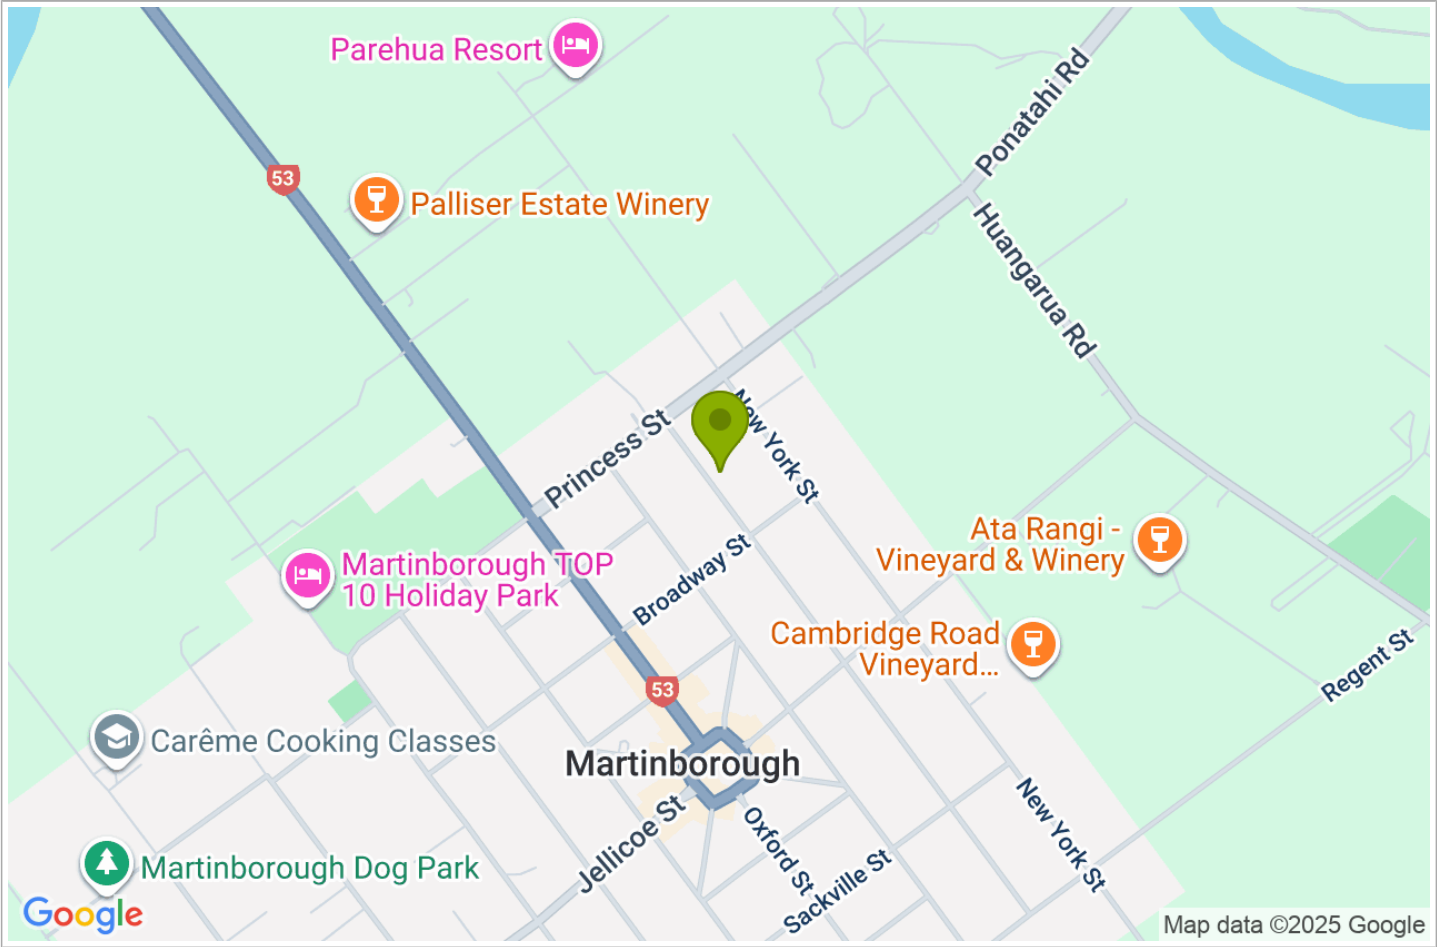 Parehua Resort
Ponatahi Rd
53
Palliser Estate Winery
Huangarua Rd
New York St
Princess St
Ata Rangi -
Vineyard & Winery
Martinborough TOP
10 Holiday Park
Broadway St
Cambridge Road
Vineyard...
Regent St
53
Carême Cooking Classes
Martinborough
New York St
Jellicoe St
Oxford St
Sackville St
Martinborough Dog Park
Google
Map data ©2025 Google